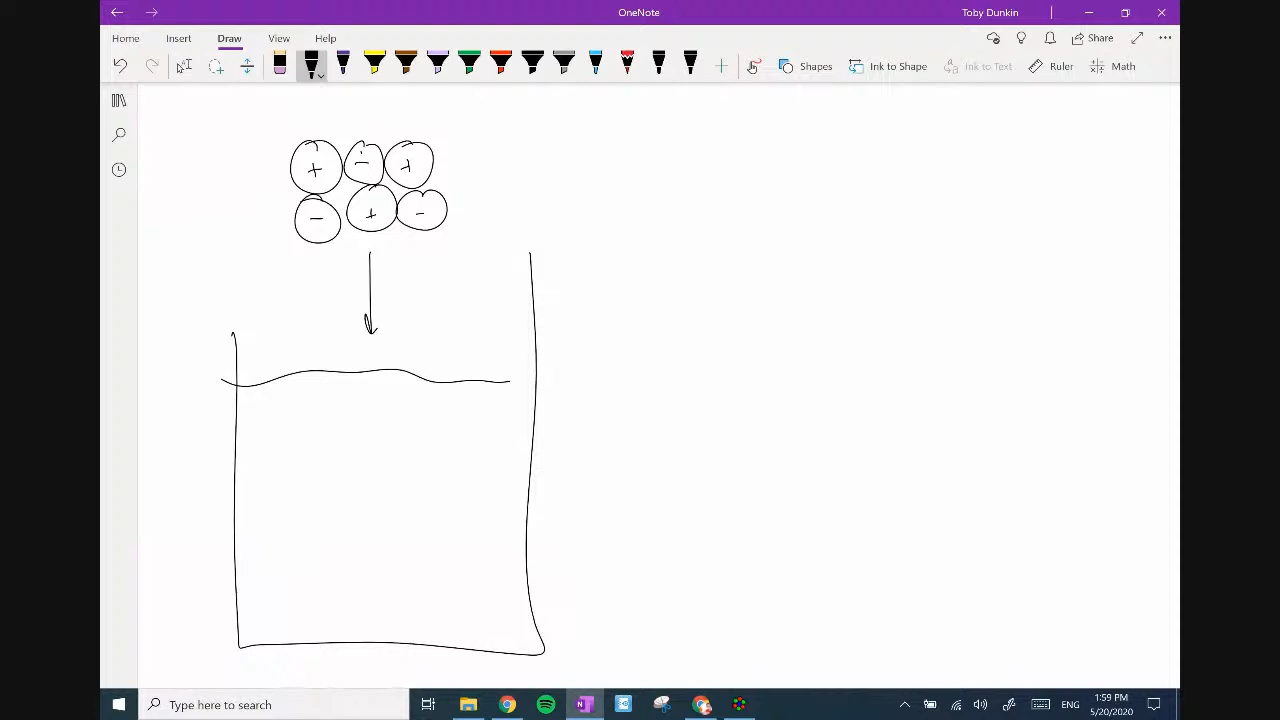 OneNote
Toby Dunkin
Home Insert Draw View Help
Share
Shapes Ink to Shape Ink to Text Ruler Math
+ - +
- + -
Type here to search
ENG
1:59 PM
5/20/2020